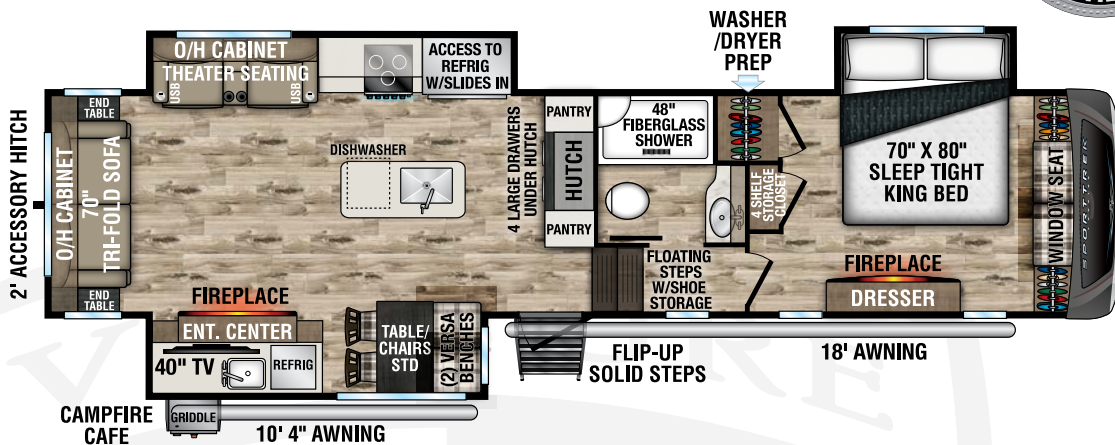 2' ACCESSORY HITCH
O/H CABINET
70"
TRI-FOLD SOFA
END
TABLE
END
TABLE
O/H CABINET
THEATER SEATING
USB
USB
ACCESS TO
REFRIG
W/SLIDES IN
DISHWASHER
4 LARGE DRAWERS
UNDER HUTCH
PANTRY
HUTCH
PANTRY
FIREPLACE
ENT. CENTER
40" TV
REFRIG
TABLE/
CHAIRS
STD
(2) VERSA
BENCHES
CAMPFIRE
CAFE
GRIDDLE
10' 4" AWNING
WASHER
/DRYER
PREP
48"
FIBERGLASS
SHOWER
4 SHELF
STORAGE
CLOSET
FLOATING
STEPS
W/SHOE
STORAGE
FLIP-UP
SOLID STEPS
18' AWNING
70" X 80"
SLEEP TIGHT
KING BED
FIREPLACE
DRESSER
WINDOW SEAT
SPORTTREK